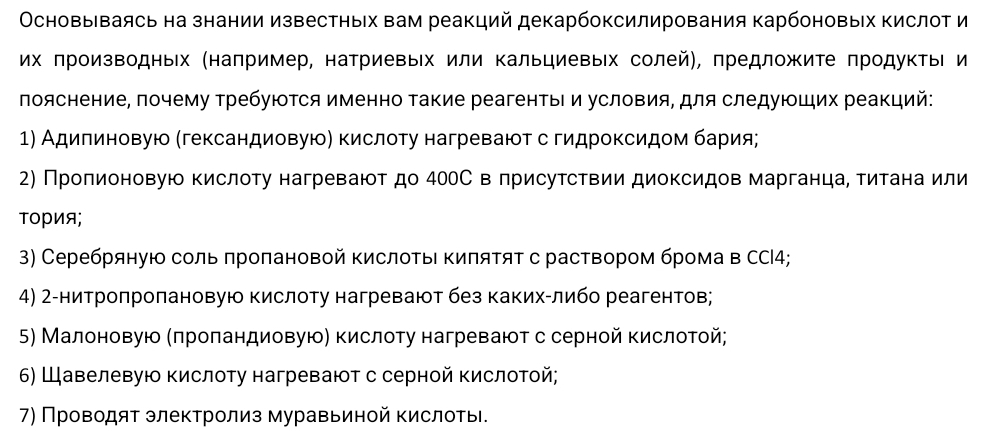 Основываясь на знании известных вам реакций декарбоксилирования карбоновых кислот и
их производных (например, натриевых или кальциевых солей), предложите продукты и
пояснение, почему требуются именно такие реагенты и условия, для следующих реакций:
1) Адипиновую (гександиовую) кислоту нагревают с гидроксидом бария;
2) Пропионовую кислоту нагревают до 400С в присутствии диоксидов марганца, титана или
тория;
3) Серебряную соль пропановой кислоты кипятят с раствором брома в CCl4;
4) 2-нитропропановую кислоту нагревают без каких-либо реагентов;
5) Малоновую (пропандиовую) кислоту нагревают с серной кислотой;
6) Щавелевую кислоту нагревают с серной кислотой;
7) Проводят электролиз муравьиной кислоты.